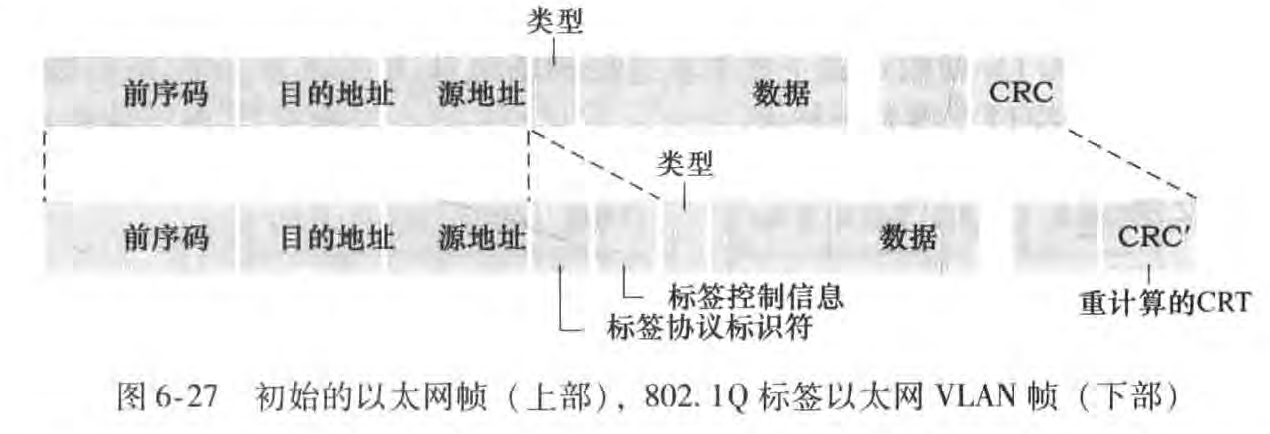 类型
前序码 目的地址 源地址 数据 CRC
类型
前序码 目的地址 源地址 数据 CRC′
标签控制信息
标签协议标识符
重计算的CRT
图 6-27 初始的以太网帧（上部），802. 1Q 标签以太网 VLAN 帧（下部）